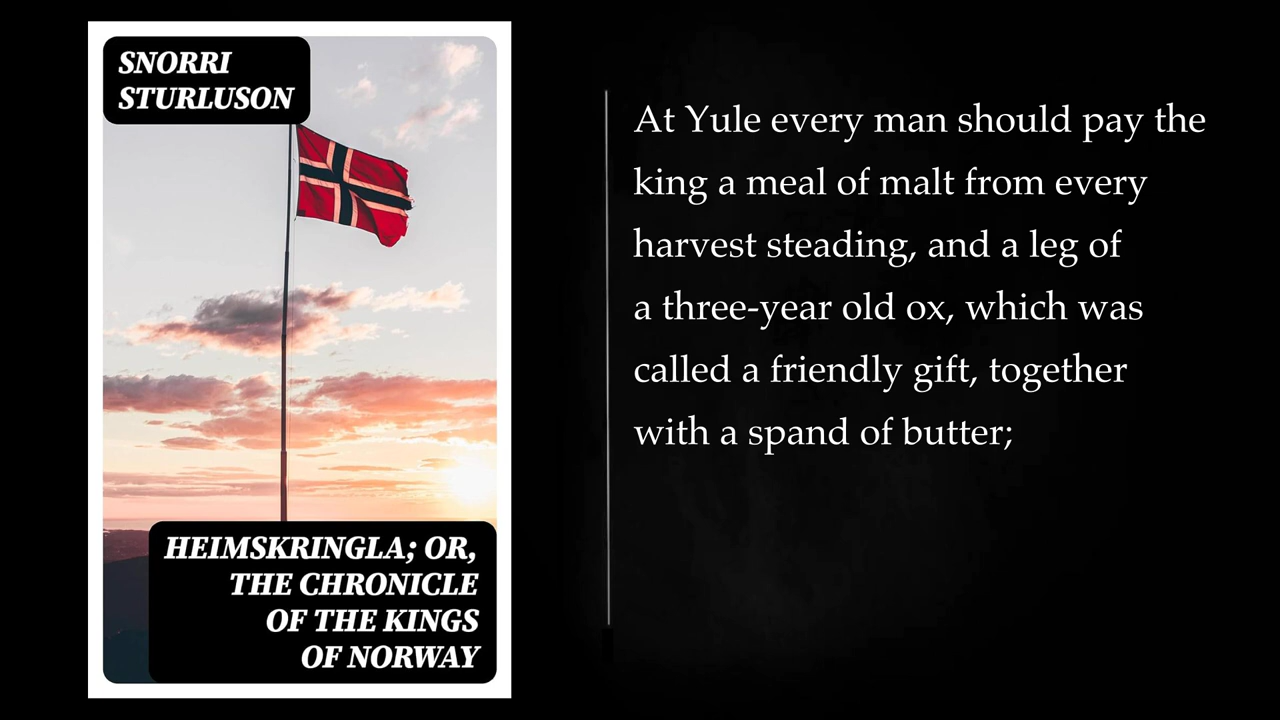 SNORRI
STURLUSON
HEIMSKRINGLA; OR,
THE CHRONICLE
OF THE KINGS
OF NORWAY
At Yule every man should pay the
king a meal of malt from every
harvest steading, and a leg of
a three-year old ox, which was
called a friendly gift, together
with a spand of butter;